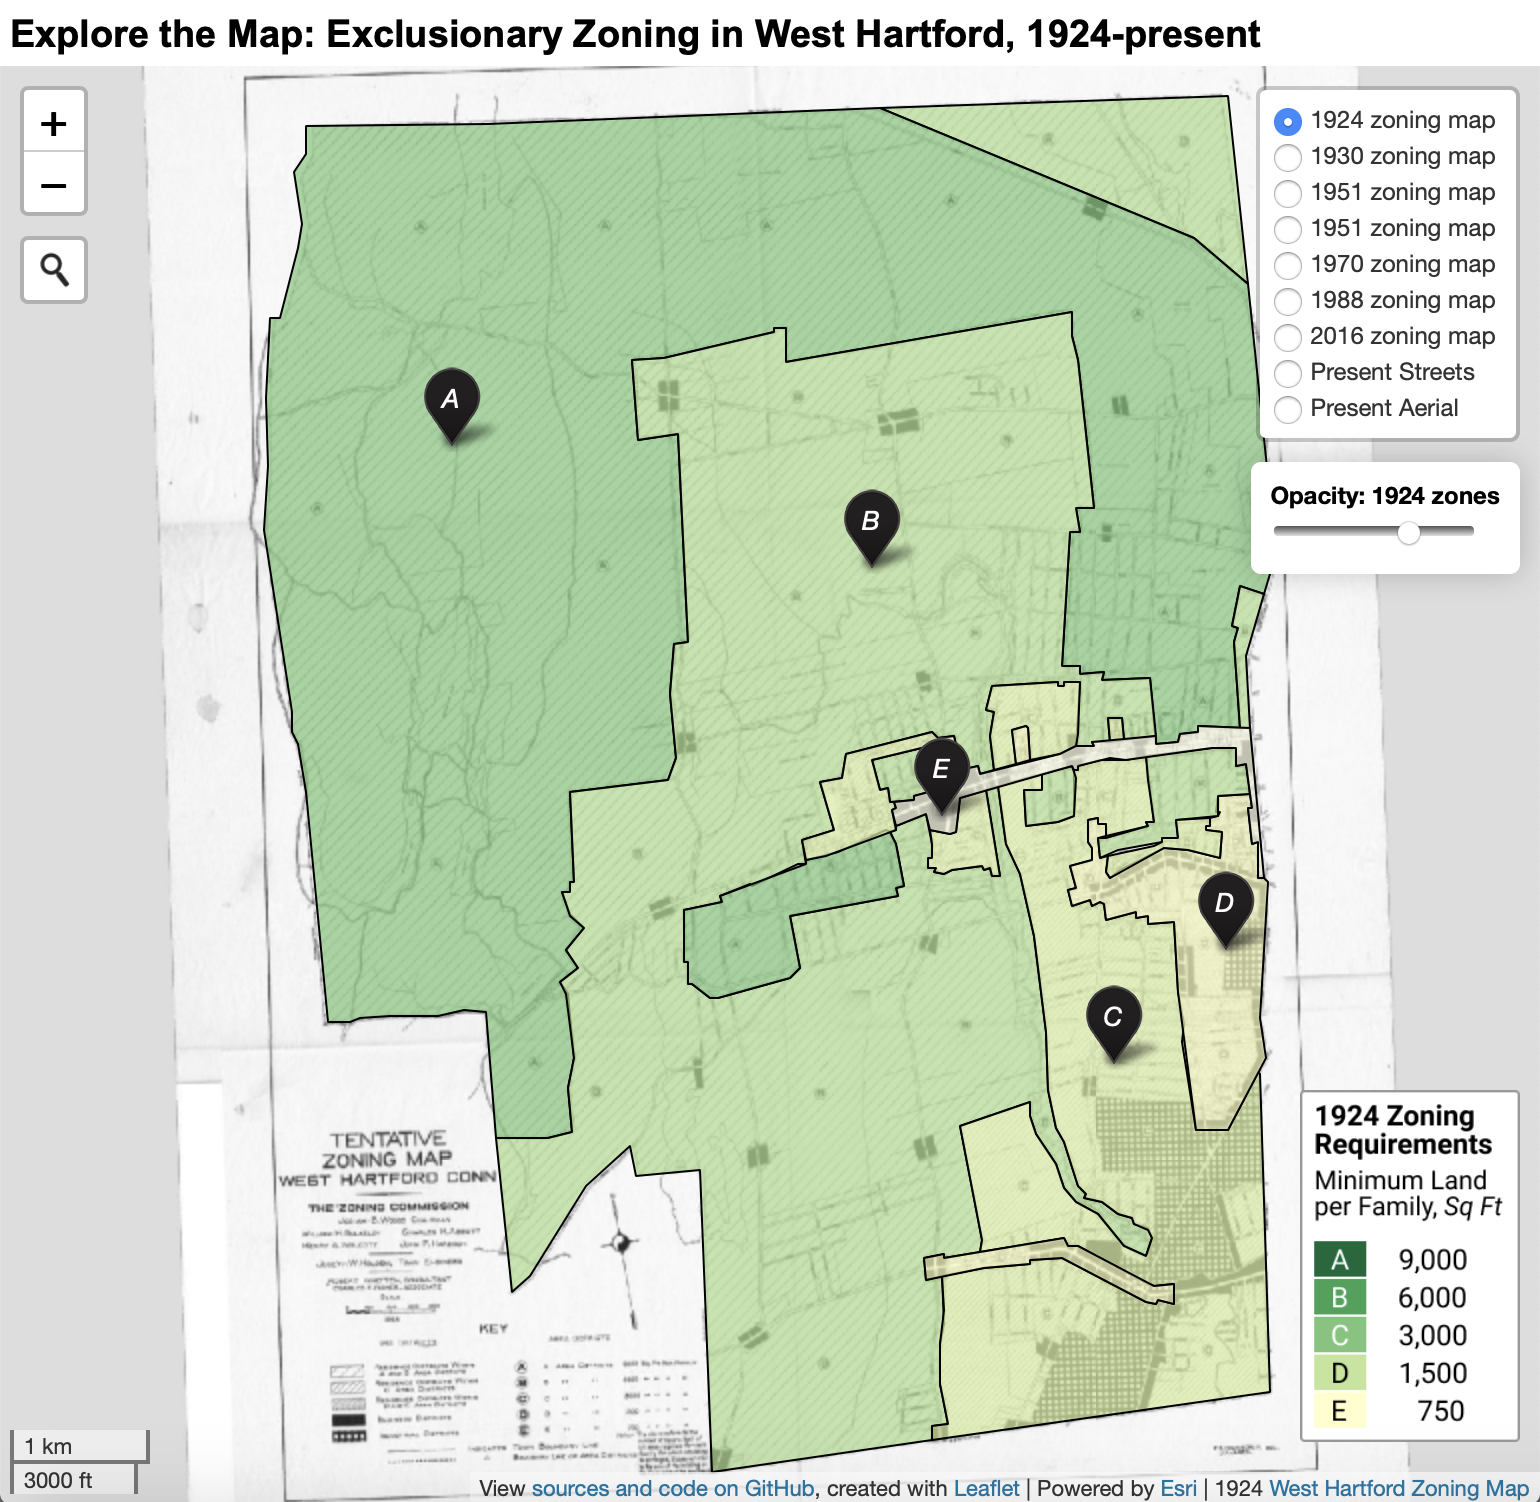 Explore the Map: Exclusionary Zoning in West Hartford, 1924-present
+
−
1924 zoning map
1930 zoning map
1951 zoning map
1951 zoning map
1970 zoning map
1988 zoning map
2016 zoning map
Present Streets
Present Aerial
Opacity: 1924 zones
A
B
E
D
C
TENTATIVE
ZONING MAP
WEST HARTFORD CONN
THE ZONING COMMISSION
KEY
1924 Zoning
Requirements
Minimum Land
per Family, Sq Ft
A 9,000
B 6,000
C 3,000
D 1,500
E 750
1 km
3000 ft
View sources and code on GitHub, created with Leaflet | Powered by Esri | 1924 West Hartford Zoning Map